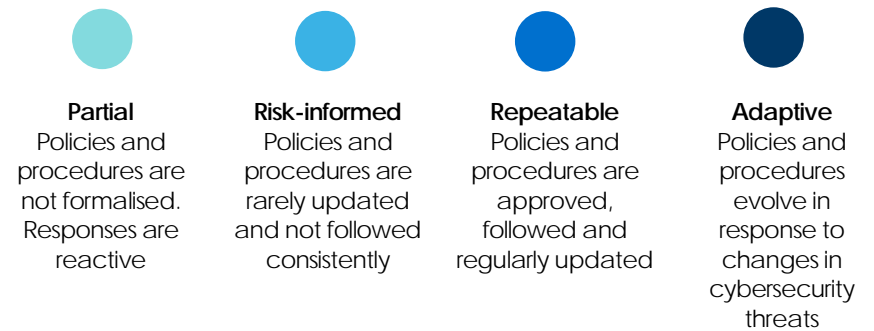 Partial
Policies and
procedures are
not formalised.
Responses are
reactive
Risk-informed
Policies and
procedures are
rarely updated
and not followed
consistently
Repeatable
Policies and
procedures are
approved,
followed and
regularly updated
Adaptive
Policies and
procedures
evolve in
response to
changes in
cybersecurity
threats